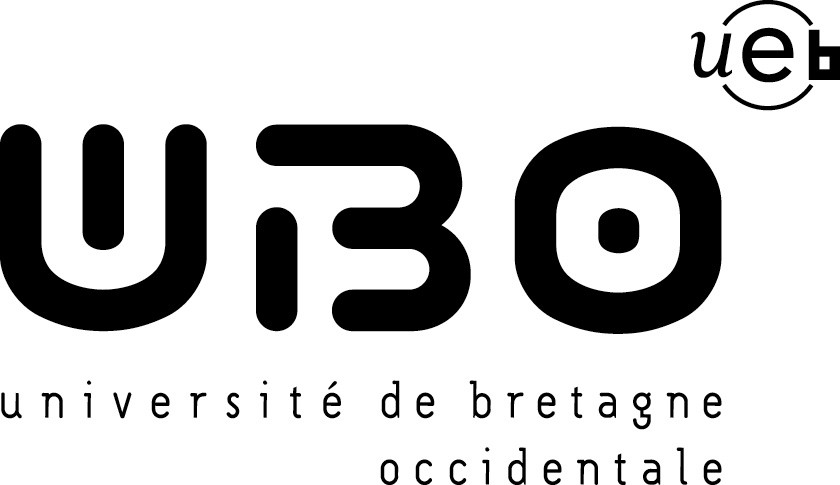 ueb
UBO
université de bretagne
occidentale